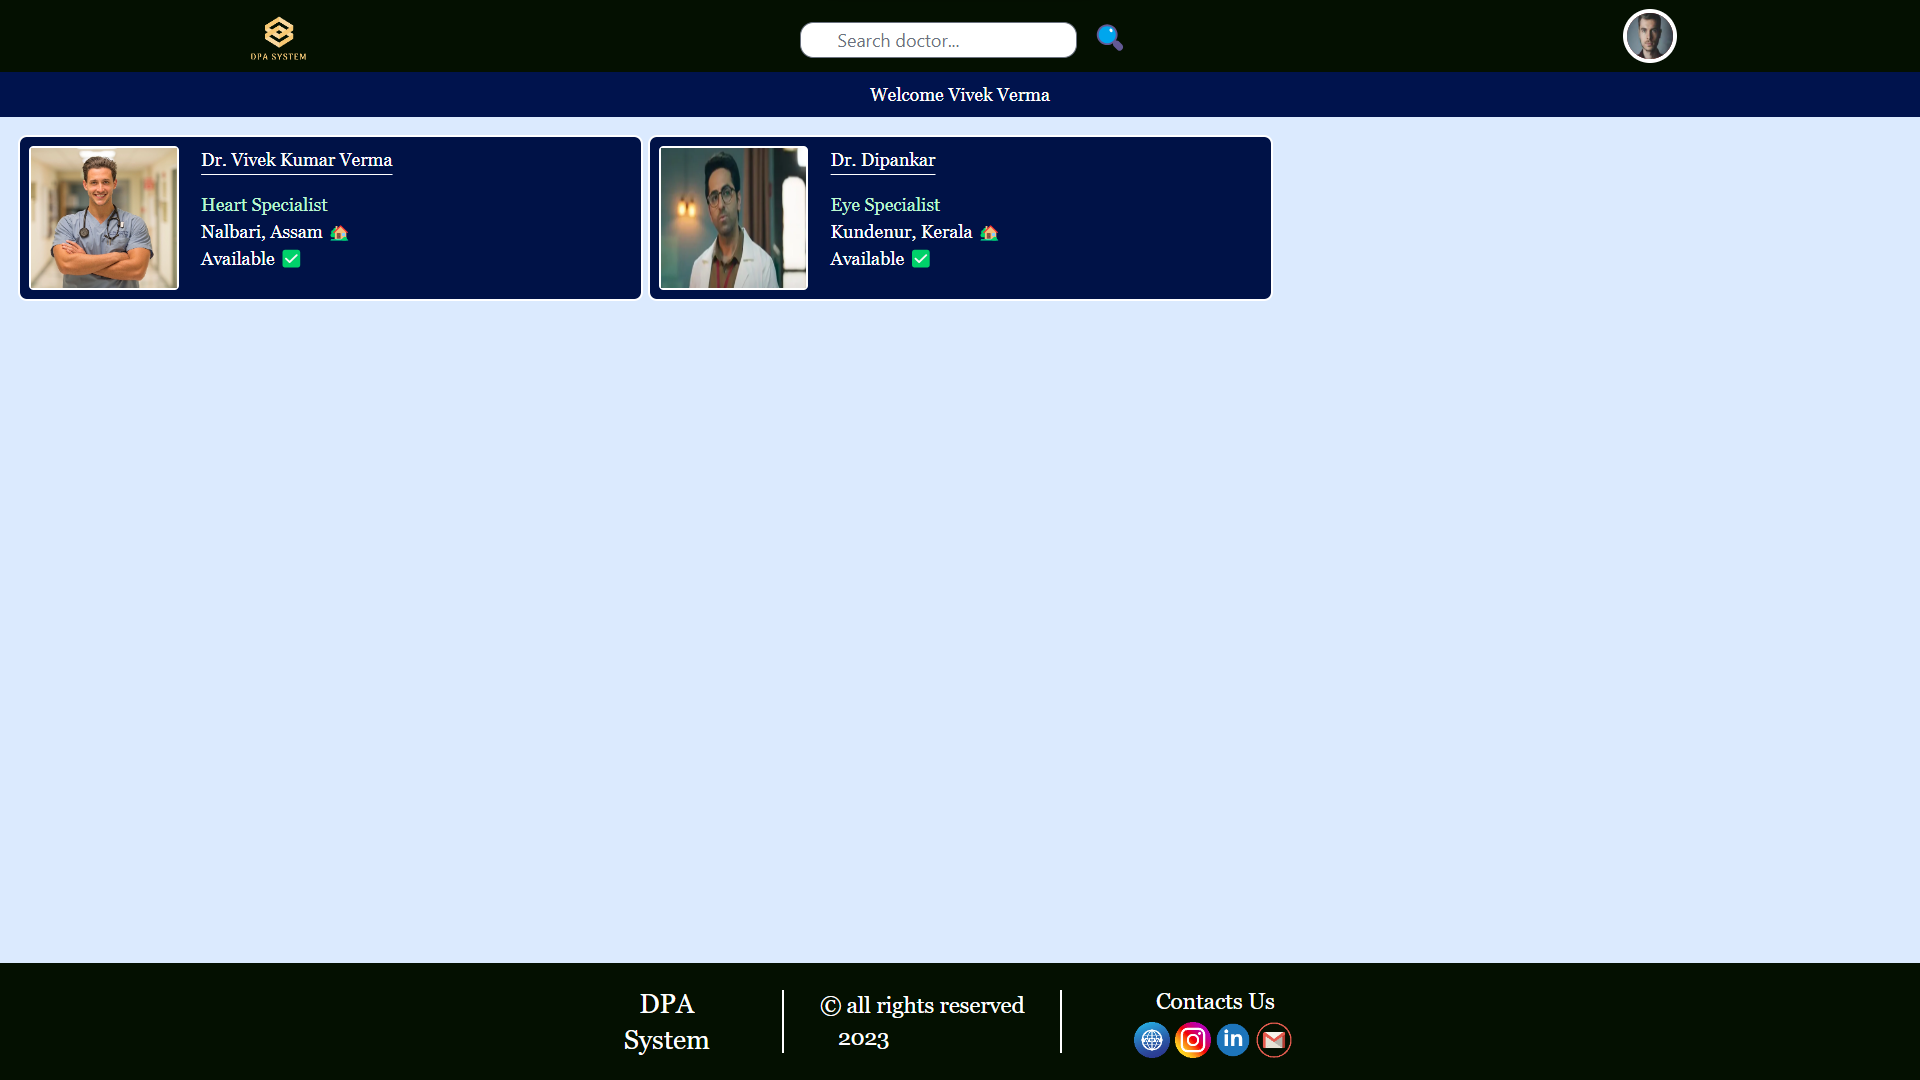 DPA SYSTEM
Search doctor...
Welcome Vivek Verma
Dr. Vivek Kumar Verma
Heart Specialist
Nalbari, Assam 🏡
Available ✅
Dr. Dipankar
Eye Specialist
Kundenur, Kerala 🏡
Available ✅
DPA
System
© all rights reserved
2023
Contacts Us
in